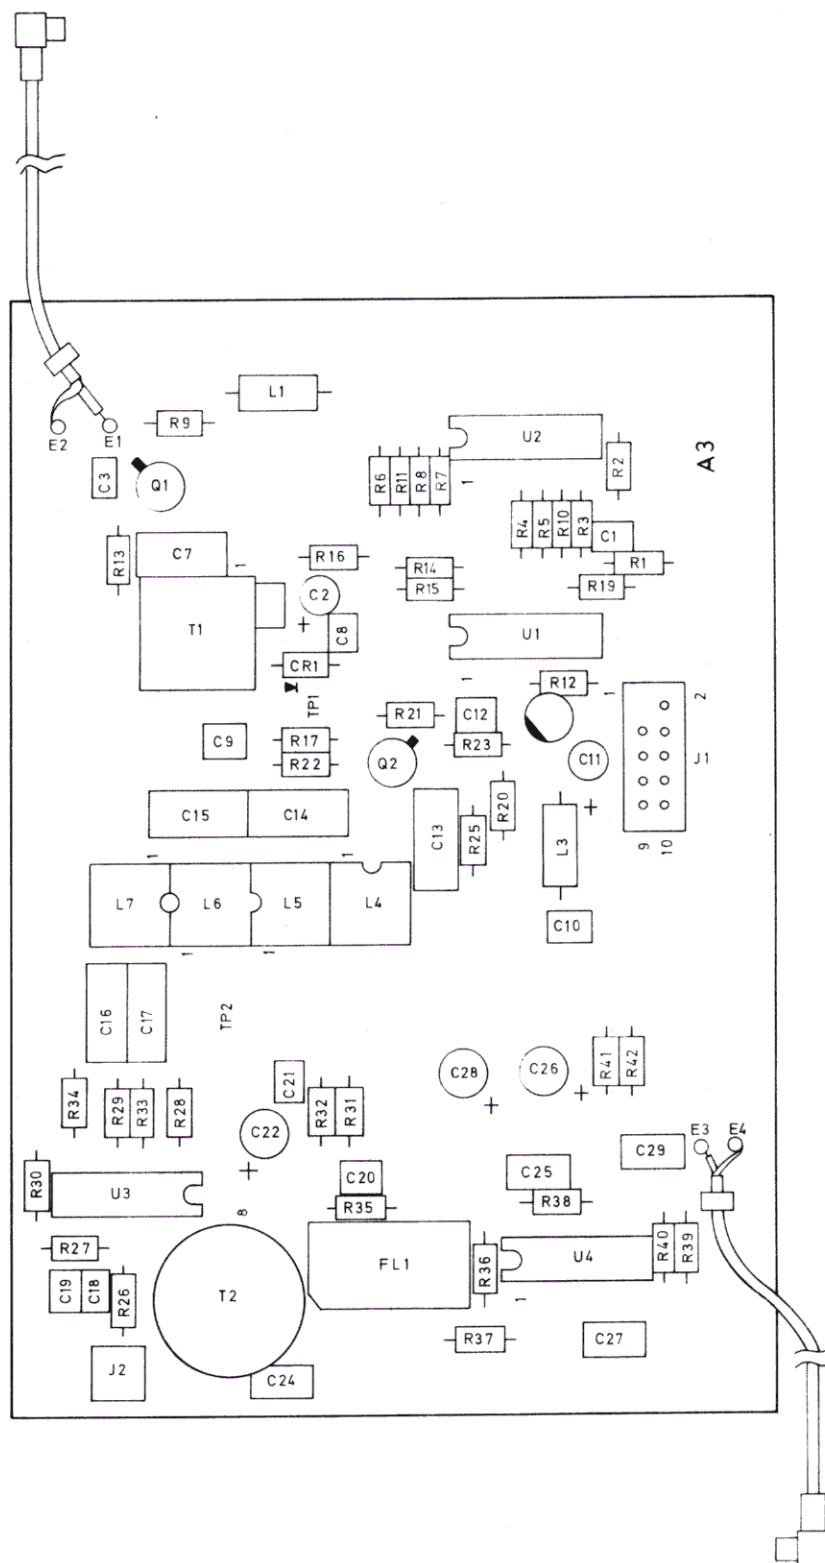 L1
R9
E2
E1
U2
A3
R2
C3
Q1
R6
R11
R8
R7
1
R4
R5
R10
R3
C1
R13
C7
1
R16
R14
R15
R1
R19
C2
T1
+
C8
U1
CR1
1
R12
1
2
TP1
R21
C12
C9
R17
R22
Q2
R23
C11
J1
C15
C14
C13
R20
R25
+
L3
9
10
1
1
L7
L6
L5
L4
C10
1
1
C16
C17
TP2
R34
R29
R33
R28
C21
C28
C26
R41
R42
+
+
R32
R31
C22
+
E3
E4
C29
R30
U3
C20
C25
R35
R38
8
R27
FL1
R36
U4
R40
R39
C19
C18
R26
T2
1
R37
C27
J2
C24